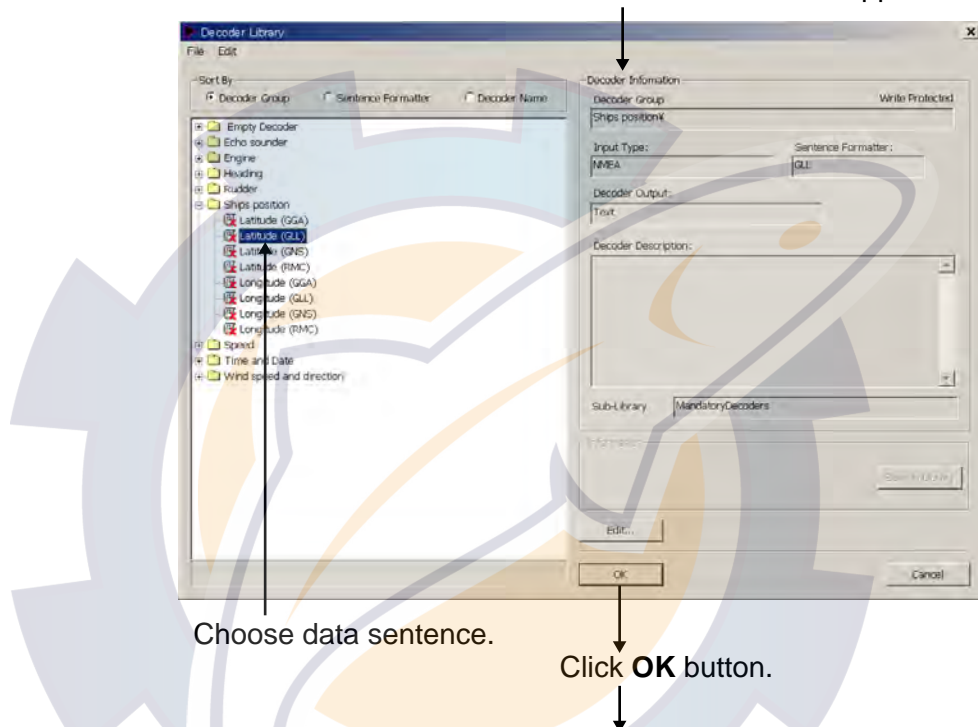 Decoder Library
File Edit
Sort By
Decoder Group Sentence Formatter Decoder Name
Empty Decoder
Echo sounder
Engine
Heading
Rudder
Ships position
Latitude (GGA)
Latitude (GLL)
Latitude (GNS)
Latitude (RMC)
Longitude (GGA)
Longitude (GLL)
Longitude (GNS)
Longitude (RMC)
Speed
Time and Date
Wind speed and direction
Decoder Infomation
Decoder Group Write Protected
Ships position¥
Input Type: Sentence Formatter:
NMEA GLL
Decoder Output:
Text
Decoder Description:
Sub-Library MandatoryDecoders
Information
Save to Library
Edit...
OK Cancel
Choose data sentence.
Click OK button.